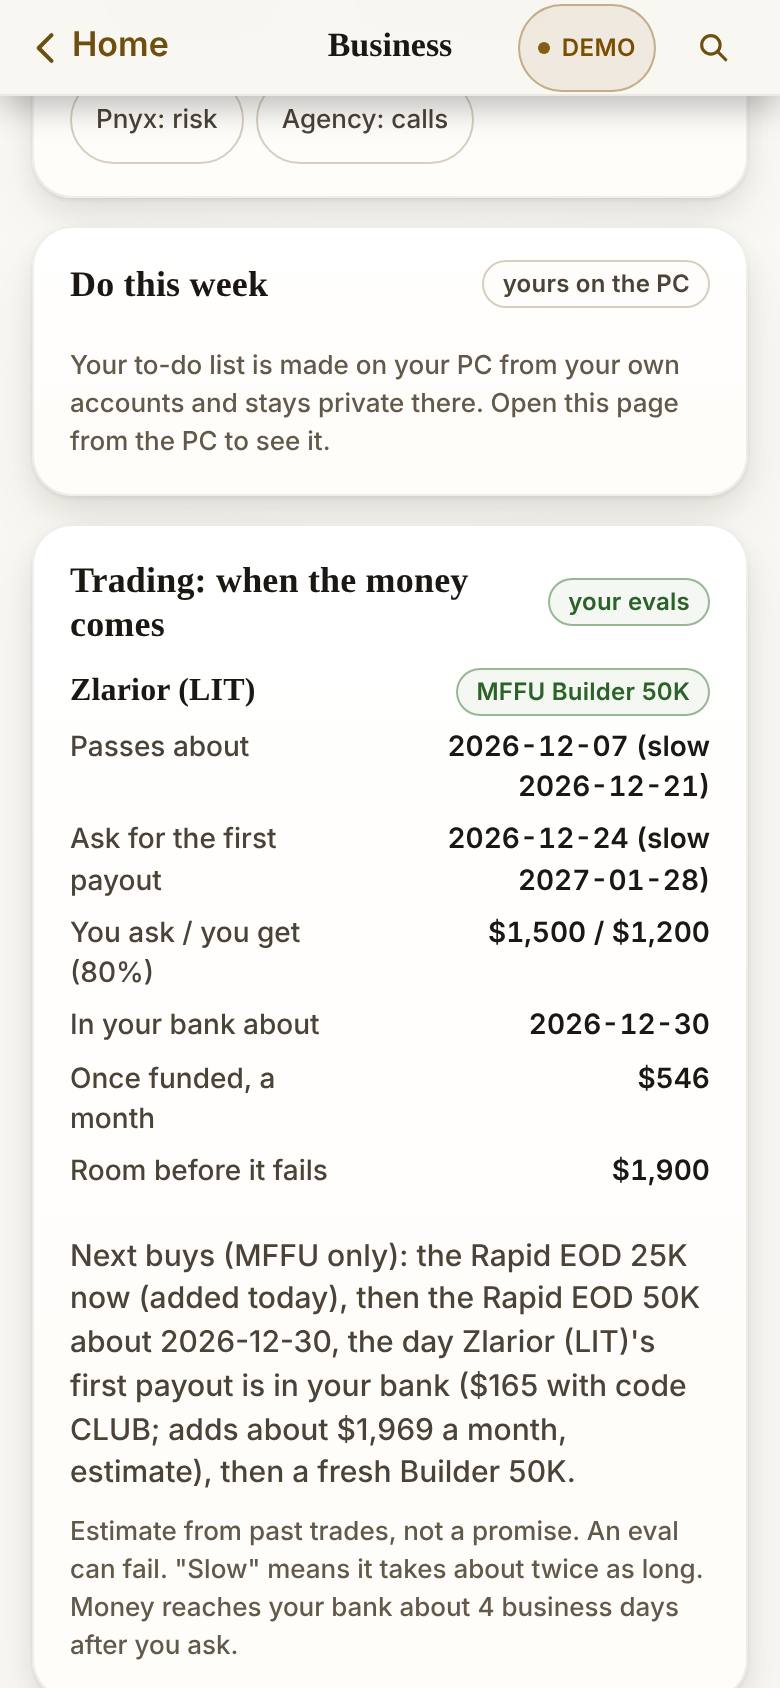 Home
Business
DEMO
Pnyx: risk
Agency: calls
Do this week
yours on the PC
Your to-do list is made on your PC from your own
accounts and stays private there. Open this page
from the PC to see it.
Trading: when the money
comes
your evals
Zlarior (LIT)
MFFU Builder 50K
Passes about
2026-12-07 (slow
2026-12-21)
Ask for the first
payout
2026-12-24 (slow
2027-01-28)
You ask / you get
(80%)
$1,500 / $1,200
In your bank about
2026-12-30
Once funded, a
month
$546
Room before it fails
$1,900
Next buys (MFFU only): the Rapid EOD 25K
now (added today), then the Rapid EOD 50K
about 2026-12-30, the day Zlarior (LIT)'s
first payout is in your bank ($165 with code
CLUB; adds about $1,969 a month,
estimate), then a fresh Builder 50K.
Estimate from past trades, not a promise. An eval
can fail. "Slow" means it takes about twice as long.
Money reaches your bank about 4 business days
after you ask.